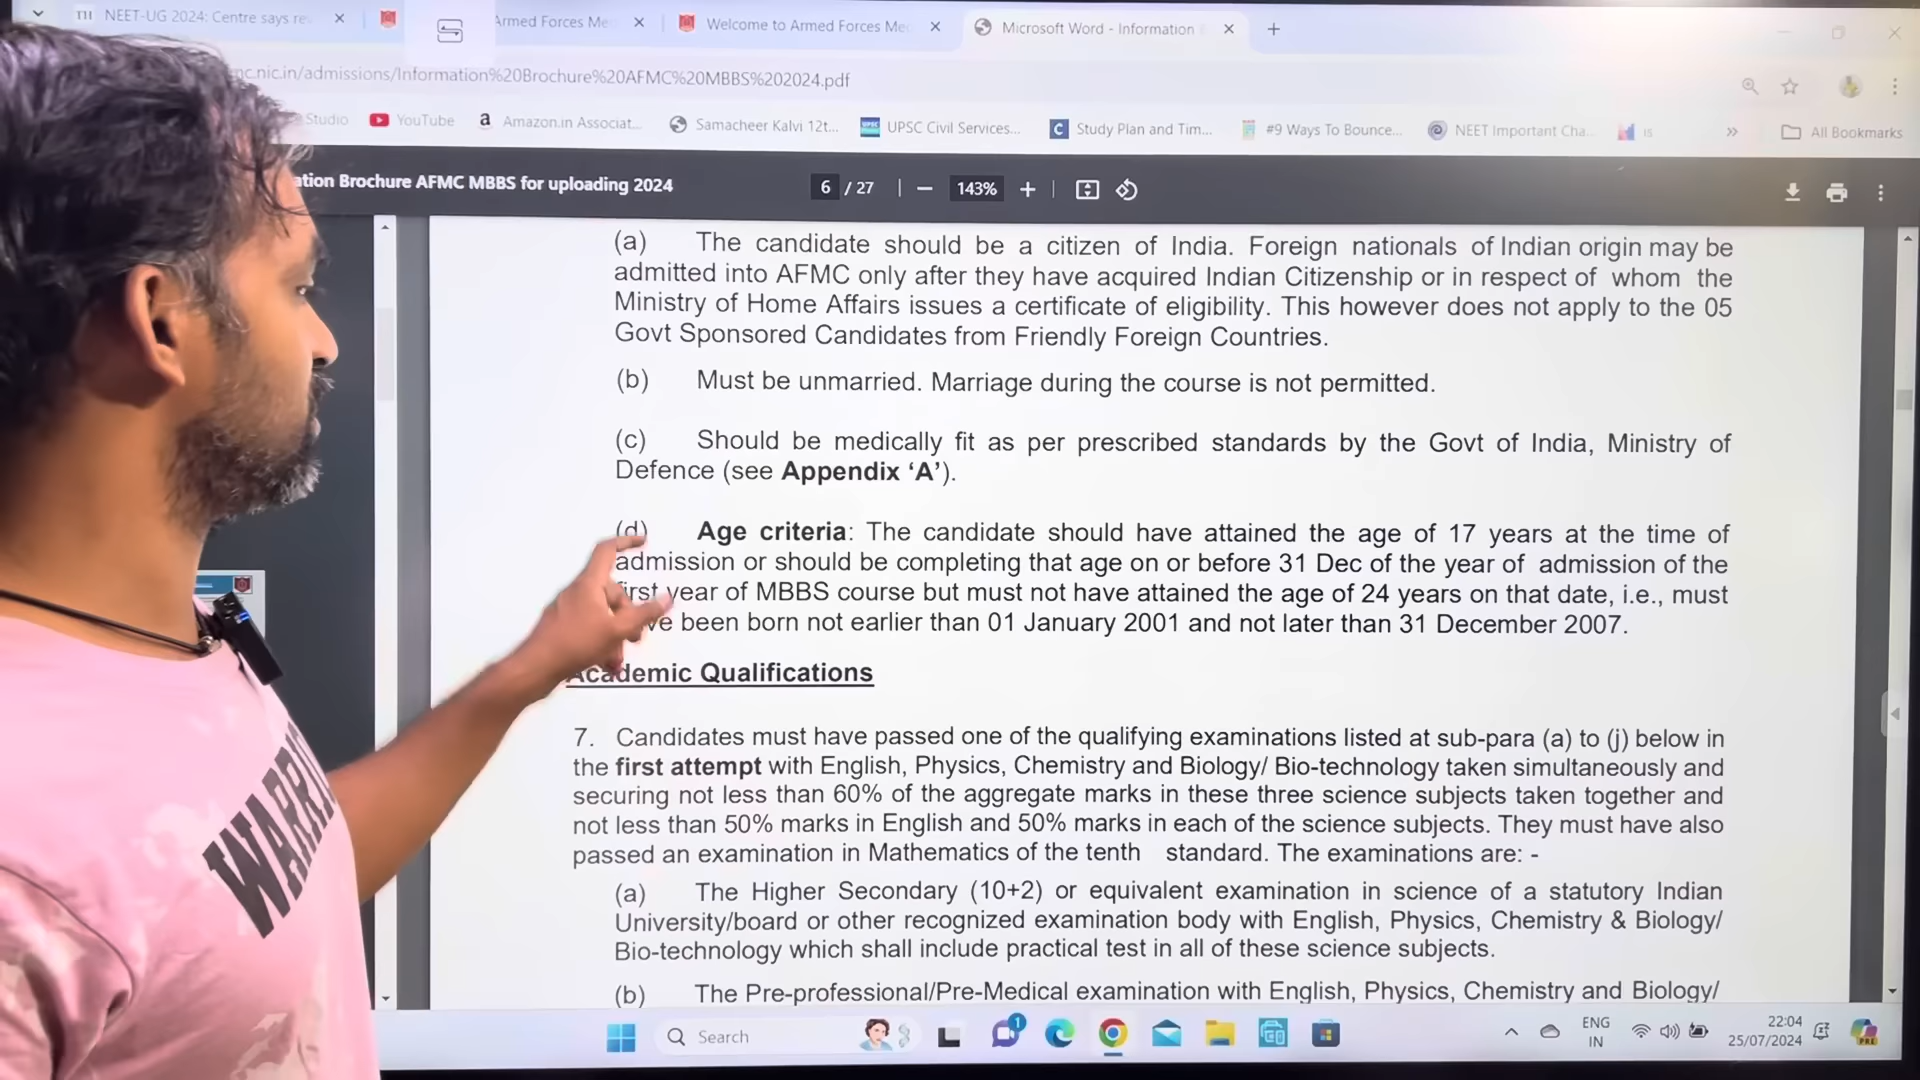 NEET-UG 2024: Centre says re
Armed Forces Me
Welcome to Armed Forces Med
Microsoft Word - Information
nc.nic.in/admissions/Information%20Brochure%20AFMC%20MBBS%202024.pdf
Studio
YouTube
Amazon.in Associat...
Samacheer Kalvi 12t...
UPSC Civil Services...
Study Plan and Tim...
#9 Ways To Bounce...
NEET Important Cha...
IS
All Bookmarks
ation Brochure AFMC MBBS for uploading 2024
6 / 27
143%
(a) The candidate should be a citizen of India. Foreign nationals of Indian origin may be
admitted into AFMC only after they have acquired Indian Citizenship or in respect of whom the
Ministry of Home Affairs issues a certificate of eligibility. This however does not apply to the 05
Govt Sponsored Candidates from Friendly Foreign Countries.
(b) Must be unmarried. Marriage during the course is not permitted.
(c) Should be medically fit as per prescribed standards by the Govt of India, Ministry of
Defence (see Appendix ‘A’).
(d) Age criteria: The candidate should have attained the age of 17 years at the time of
admission or should be completing that age on or before 31 Dec of the year of admission of the
first year of MBBS course but must not have attained the age of 24 years on that date, i.e., must
ve been born not earlier than 01 January 2001 and not later than 31 December 2007.
Academic Qualifications
7. Candidates must have passed one of the qualifying examinations listed at sub-para (a) to (j) below in
the first attempt with English, Physics, Chemistry and Biology/ Bio-technology taken simultaneously and
securing not less than 60% of the aggregate marks in these three science subjects taken together and
not less than 50% marks in English and 50% marks in each of the science subjects. They must have also
passed an examination in Mathematics of the tenth standard. The examinations are: -
(a) The Higher Secondary (10+2) or equivalent examination in science of a statutory Indian
University/board or other recognized examination body with English, Physics, Chemistry & Biology/
Bio-technology which shall include practical test in all of these science subjects.
(b) The Pre-professional/Pre-Medical examination with English, Physics, Chemistry and Biology/
WARRI
Search
1
ENG
IN
22:04
25/07/2024
PRE